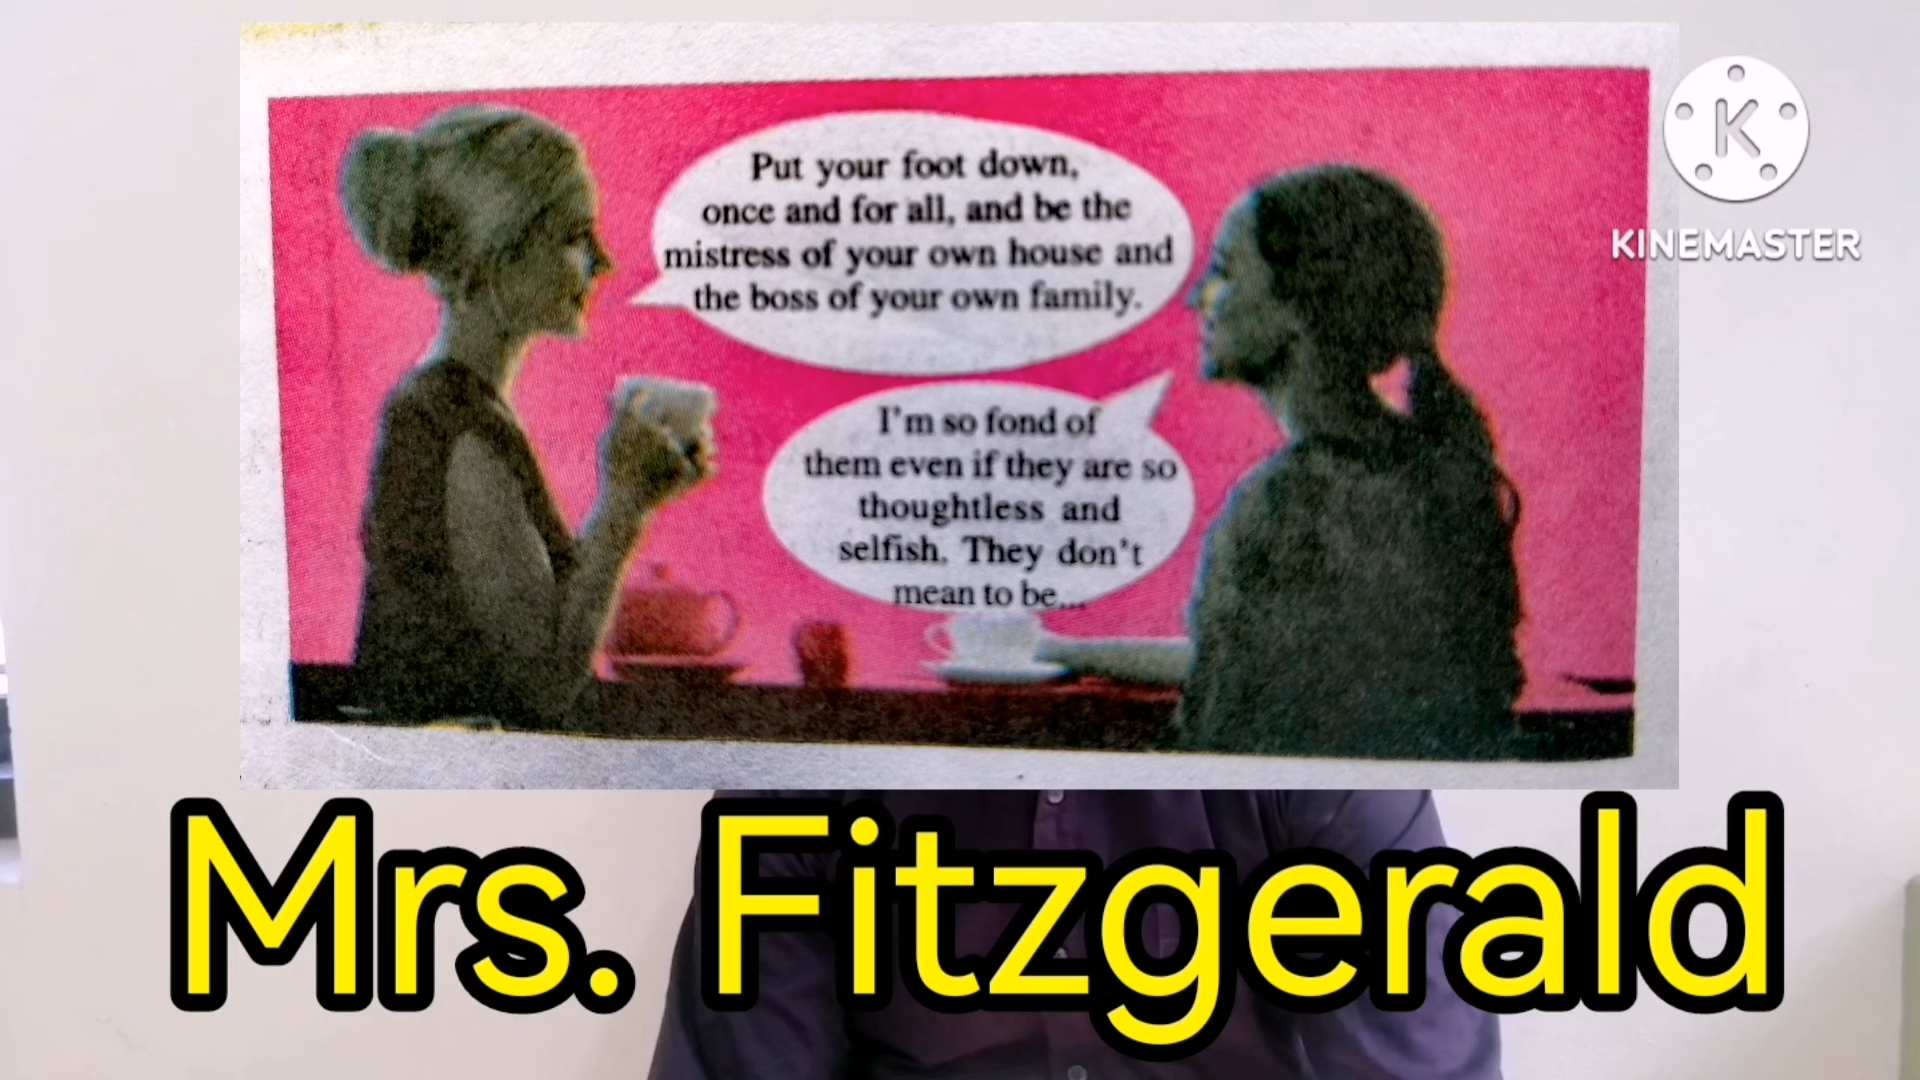 Put your foot down,
once and for all, and be the
mistress of your own house and
the boss of your own family.
I'm so fond of
them even if they are so
thoughtless and
selfish. They don't
mean to be...
K
KINEMASTER
Mrs. Fitzgerald